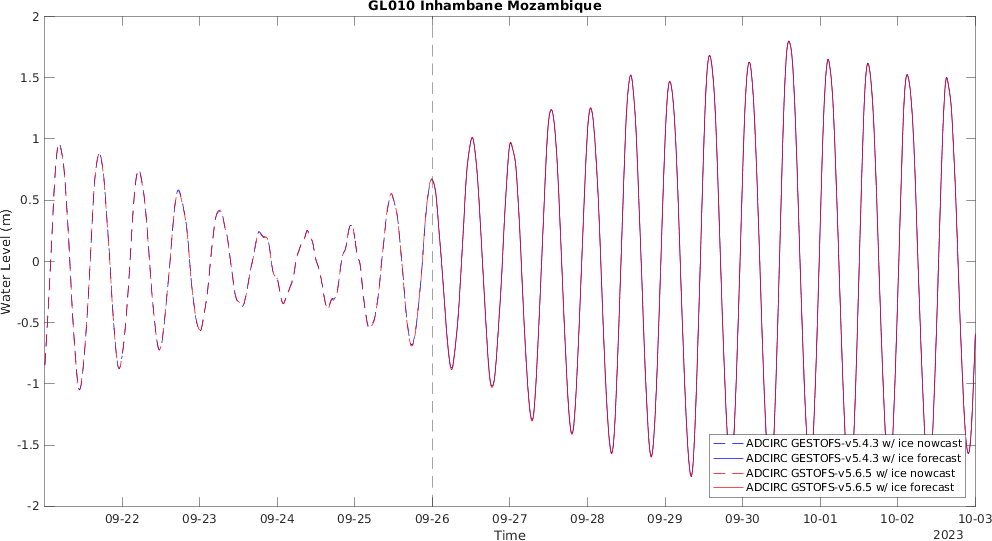 GL010 Inhambane Mozambique
2
1.5
1
0.5
0
-0.5
-1
-1.5
-2
Water Level (m)
ADCIRC GESTOFS-v5.4.3 w/ ice nowcast
ADCIRC GESTOFS-v5.4.3 w/ ice forecast
ADCIRC GSTOFS-v5.6.5 w/ ice nowcast
ADCIRC GSTOFS-v5.6.5 w/ ice forecast
09-22 09-23 09-24 09-25 09-26 09-27 09-28 09-29 09-30 10-01 10-02 10-03
Time
2023